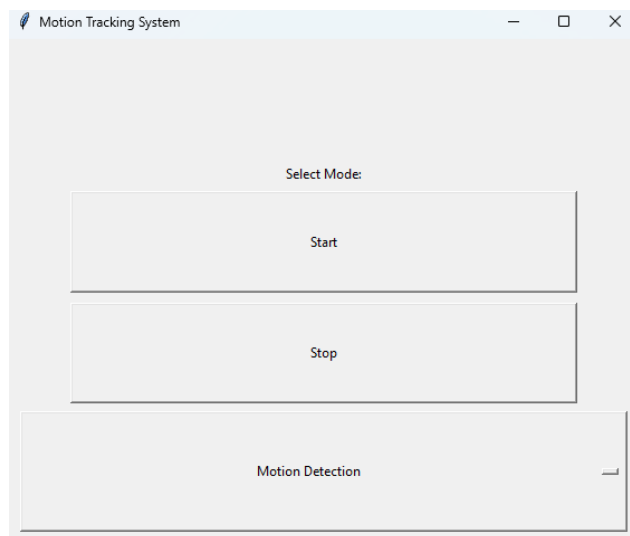 Motion Tracking System
Select Mode:
Start
Stop
Motion Detection